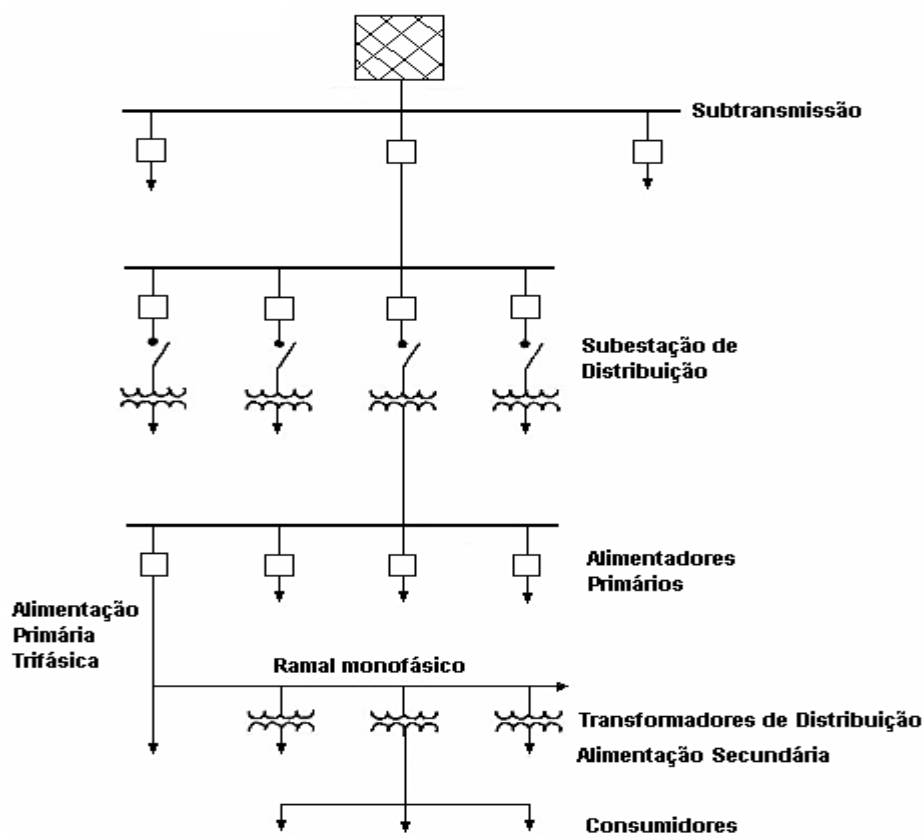 Subtransmissão
Subestação de
Distribuição
Alimentadores
Primários
Alimentação
Primária
Trifásica
Ramal monofásico
Transformadores de Distribuição
Alimentação Secundária
Consumidores